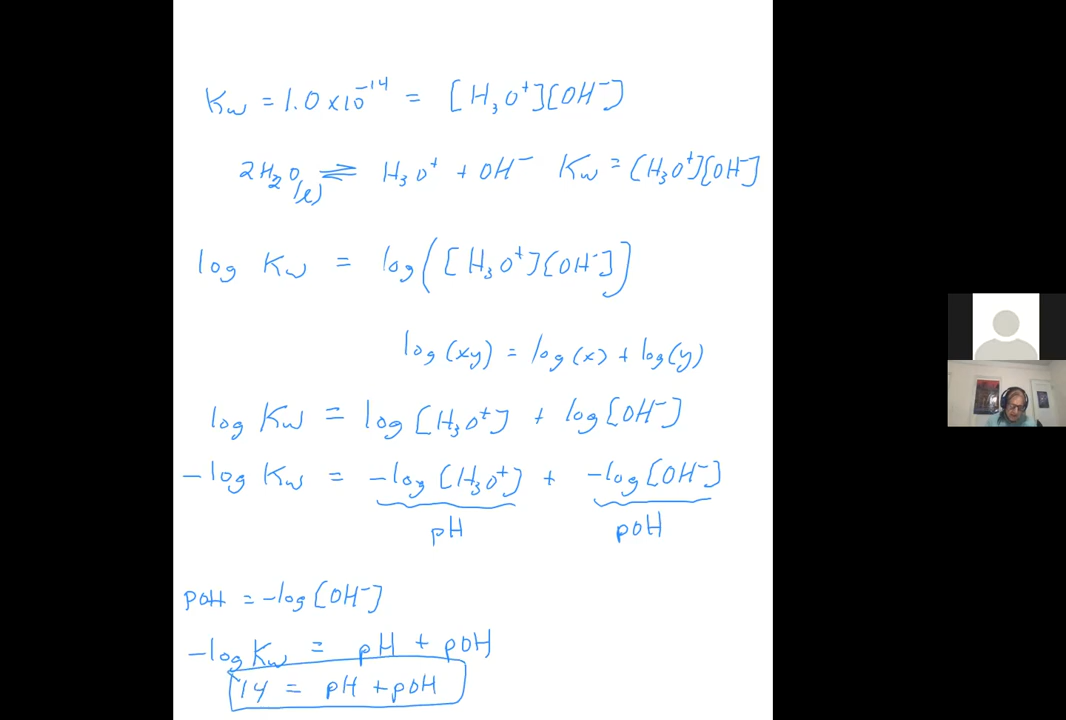 Kw = 1.0 x 10⁻¹⁴ = [H₃O⁺][OH⁻]
2H₂O(l) ⇌ H₃O⁺ + OH⁻ Kw = [H₃O⁺][OH⁻]
log Kw = log([H₃O⁺][OH⁻])
log(xy) = log(x) + log(y)
log Kw = log[H₃O⁺] + log[OH⁻]
-log Kw = -log[H₃O⁺] + -log[OH⁻]
pH pOH
pOH = -log[OH⁻]
-log Kw = pH + pOH
14 = pH + pOH